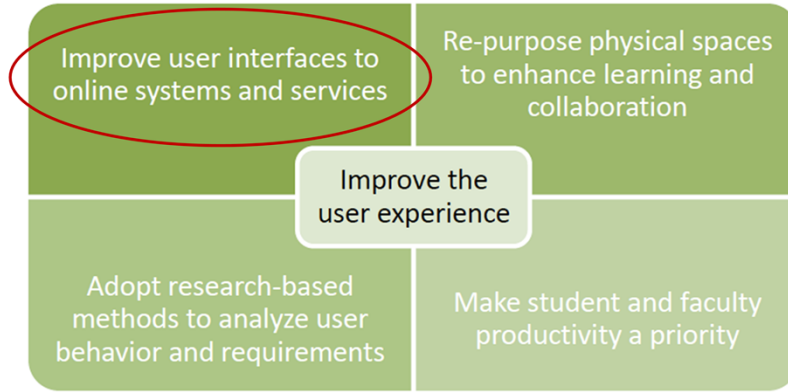 Improve user interfaces to
online systems and services
Re-purpose physical spaces
to enhance learning and
collaboration
Improve the
user experience
Adopt research-based
methods to analyze user
behavior and requirements
Make student and faculty
productivity a priority